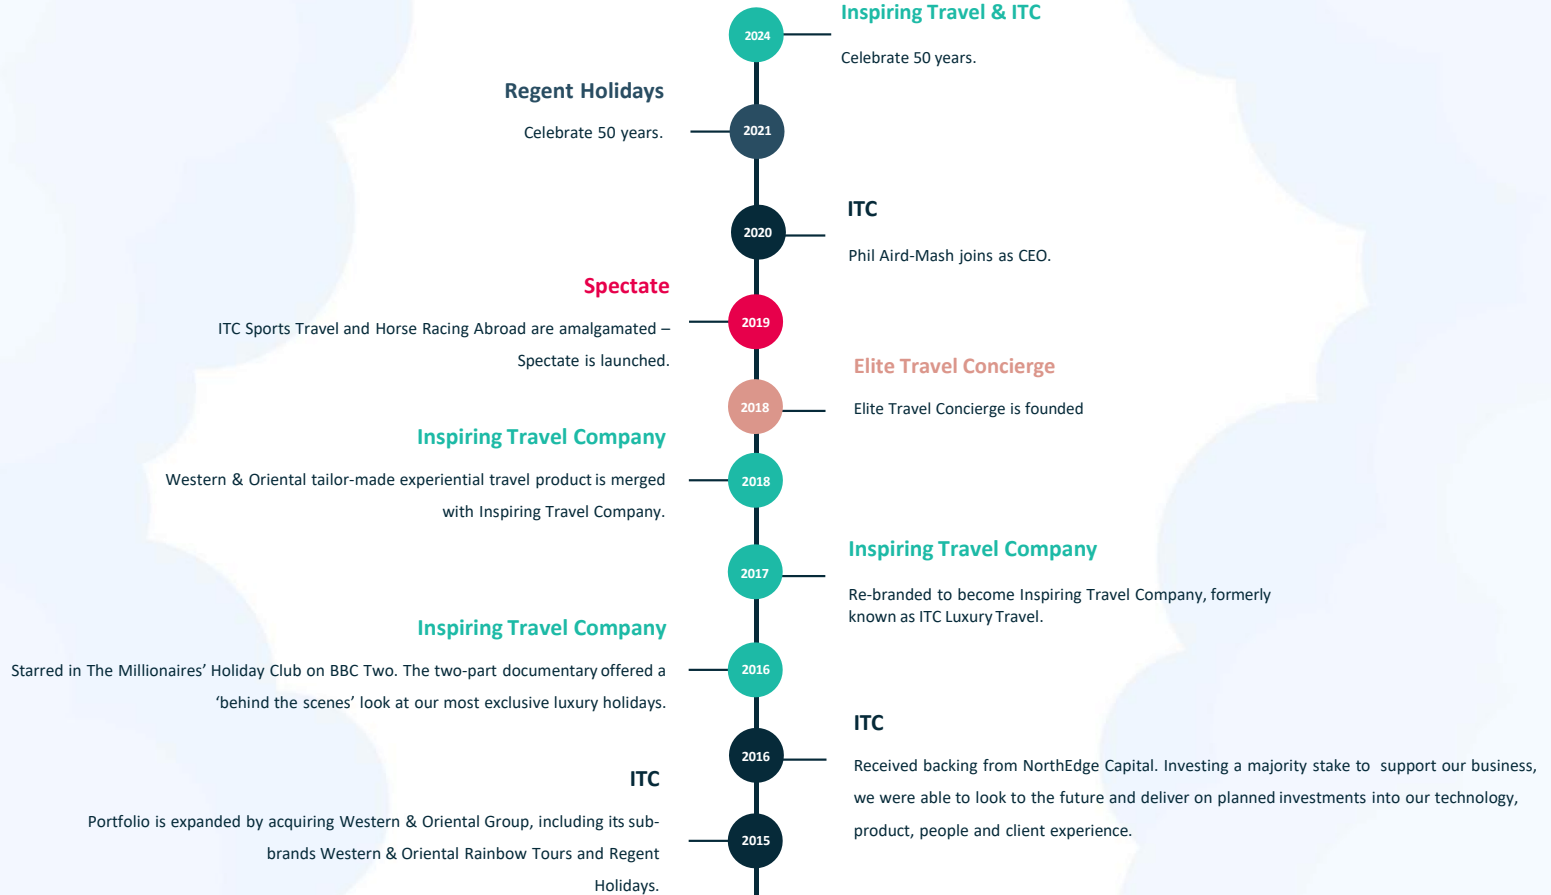 Inspiring Travel & ITC
2024
Celebrate 50 years.
Regent Holidays
Celebrate 50 years.
2021
ITC
2020
Phil Aird-Mash joins as CEO.
Spectate
ITC Sports Travel and Horse Racing Abroad are amalgamated –
Spectate is launched.
2019
Elite Travel Concierge
2018
Elite Travel Concierge is founded
Inspiring Travel Company
Western & Oriental tailor-made experiential travel product is merged
with Inspiring Travel Company.
2018
Inspiring Travel Company
2017
Re-branded to become Inspiring Travel Company, formerly
known as ITC Luxury Travel.
Inspiring Travel Company
Starred in The Millionaires’ Holiday Club on BBC Two. The two-part documentary offered a
‘behind the scenes’ look at our most exclusive luxury holidays.
2016
ITC
2016
Received backing from NorthEdge Capital. Investing a majority stake to support our business,
we were able to look to the future and deliver on planned investments into our technology,
product, people and client experience.
ITC
Portfolio is expanded by acquiring Western & Oriental Group, including its sub-
brands Western & Oriental Rainbow Tours and Regent
Holidays.
2015